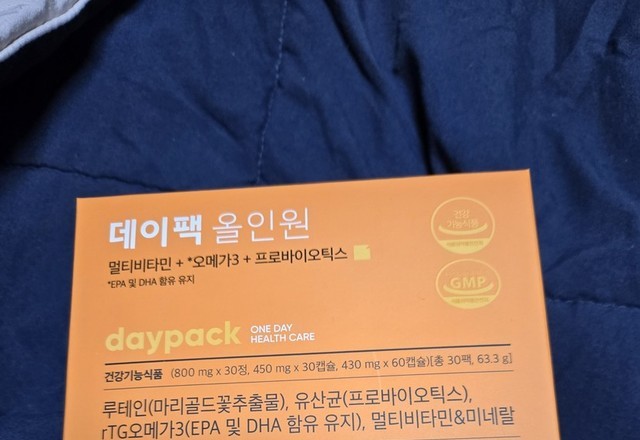 데이팩 올인원
멀티비타민 + *오메가3 + 프로바이오틱스
*EPA 및 DHA 함유 유지
건강
기능식품
GMP
daypack ONE DAY
HEALTH CARE
건강기능식품 (800 mg x 30정, 450 mg x 30캡슐, 430 mg x 60캡슐)[총 30팩, 63.3 g]
루테인(마리골드꽃추출물), 유산균(프로바이오틱스),
rTG오메가3(EPA 및 DHA 함유 유지), 멀티비타민&미네랄